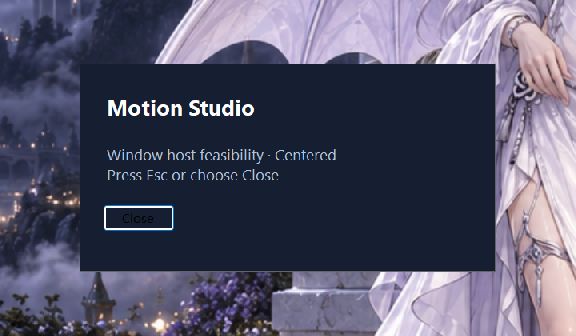 Motion Studio
Window host feasibility - Centered
Press Esc or choose Close
Close